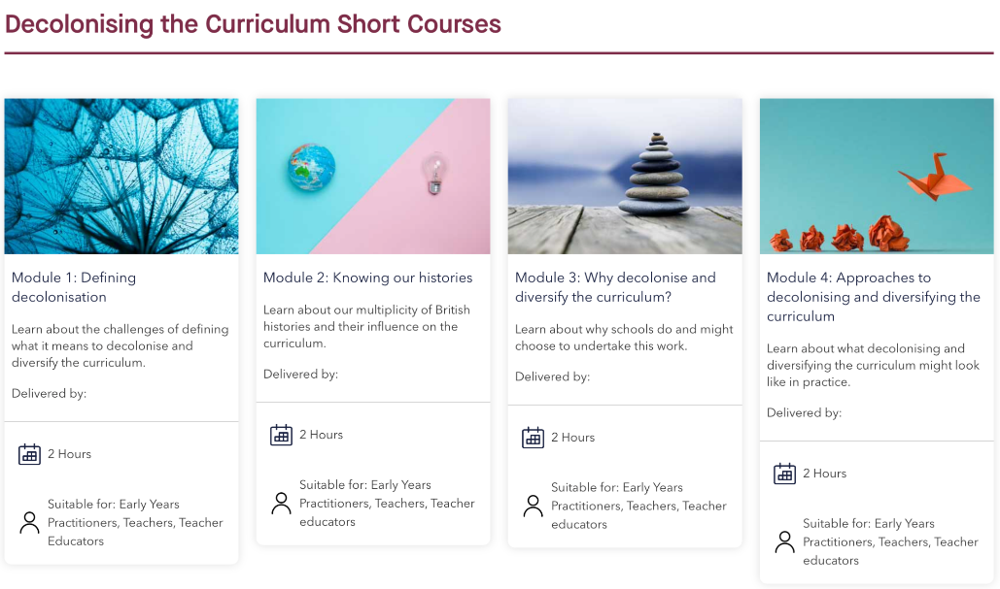 Decolonising the Curriculum Short Courses
Module 1: Defining
decolonisation
Learn about the challenges of defining
what it means to decolonise and
diversify the curriculum.
Delivered by:
2 Hours
Suitable for: Early Years
Practitioners, Teachers, Teacher
Educators
Module 2: Knowing our histories
Learn about our multiplicity of British
histories and their influence on the
curriculum.
Delivered by:
2 Hours
Suitable for: Early Years
Practitioners, Teachers, Teacher
educators
Module 3: Why decolonise and
diversify the curriculum?
Learn about why schools do and might
choose to undertake this work.
Delivered by:
2 Hours
Suitable for: Early Years
Practitioners, Teachers, Teacher
educators
Module 4: Approaches to
decolonising and diversifying the
curriculum
Learn about what decolonising and
diversifying the curriculum might look
like in practice.
Delivered by:
2 Hours
Suitable for: Early Years
Practitioners, Teachers, Teacher
educators